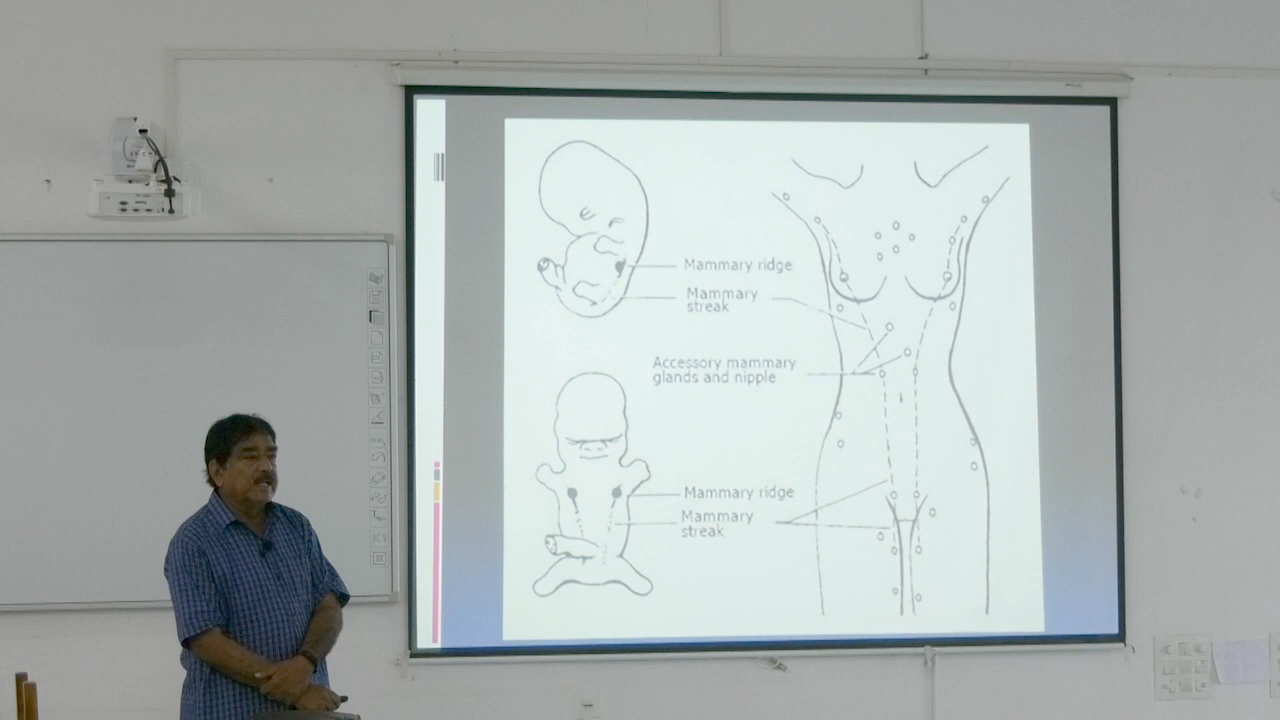 Mammary ridge
Mammary
streak
Accessory mammary
glands and nipple
Mammary ridge
Mammary
streak